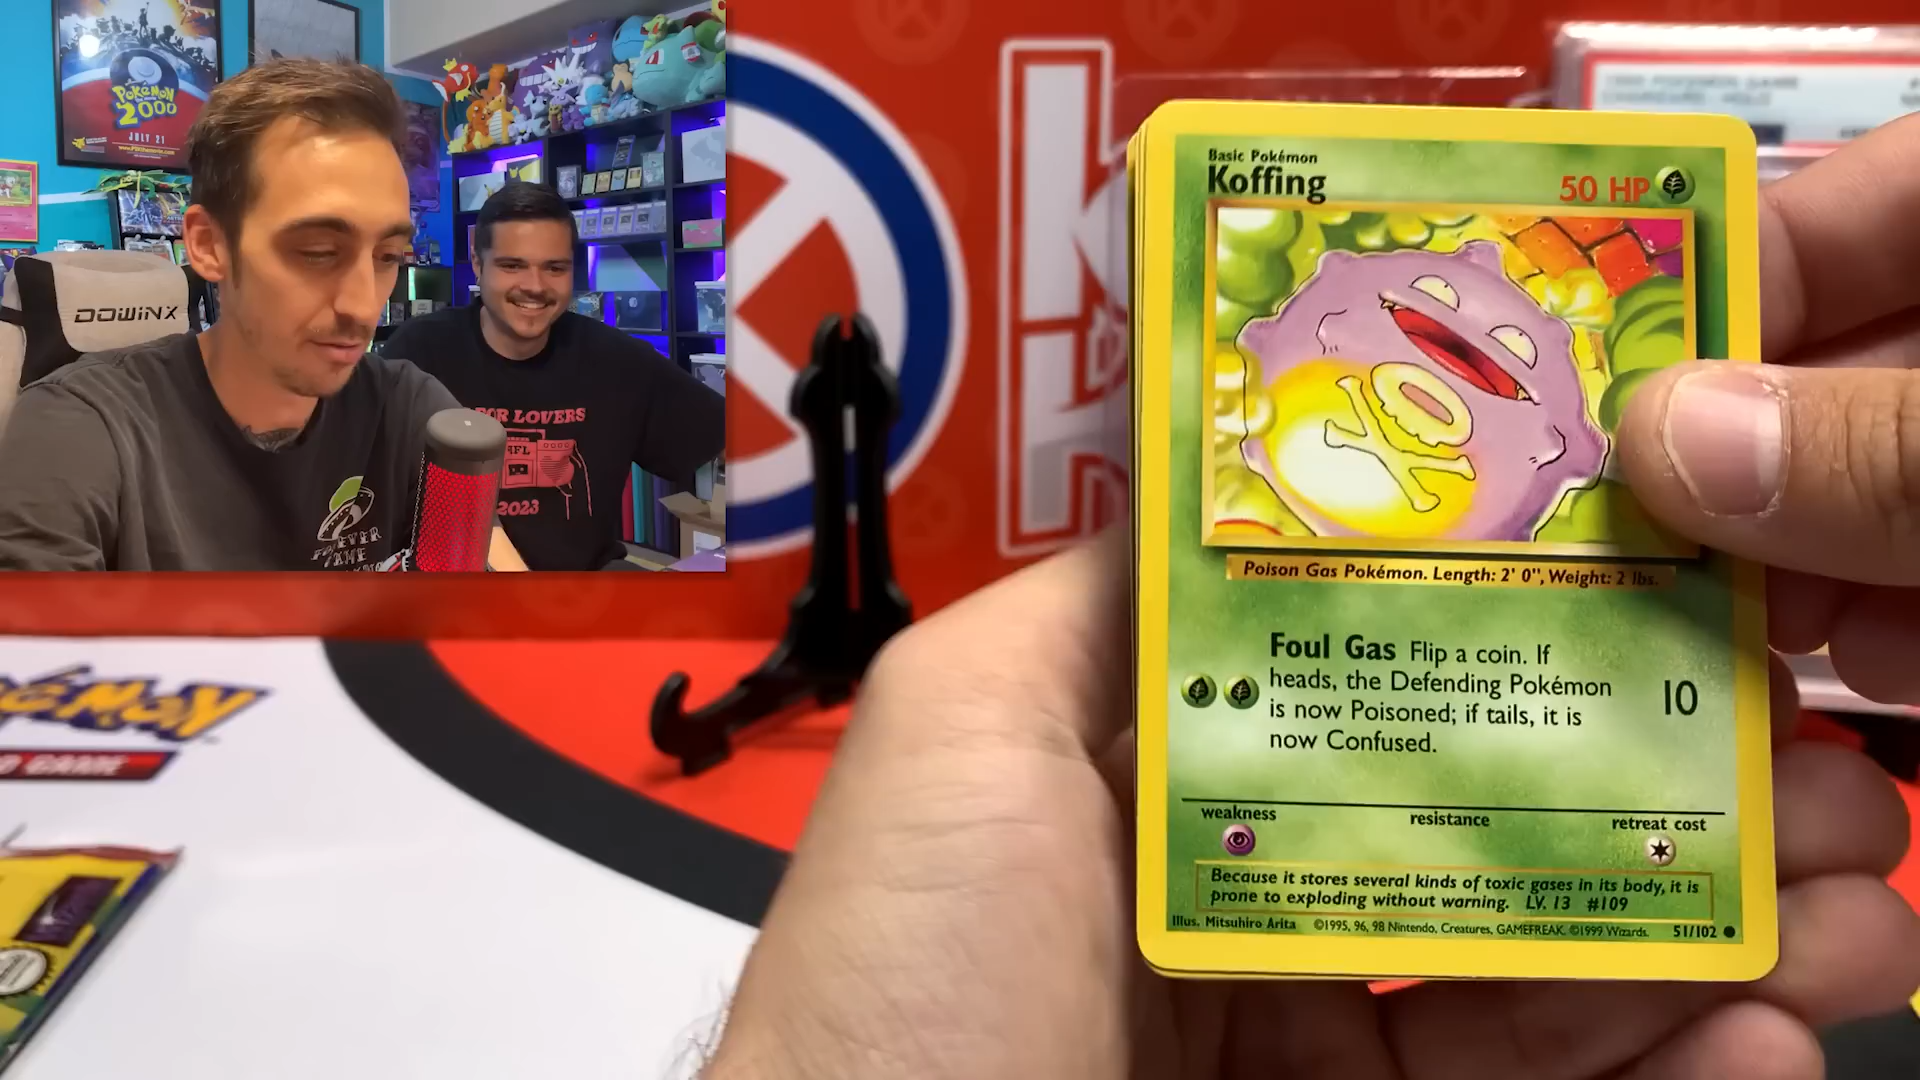 POKéMON
2000
JULY 21
DOWINX
FOR LOVERS
RFL
2023
Basic Pokémon
Koffing
50 HP
Poison Gas Pokémon. Length: 2' 0", Weight: 2 lbs.
Foul Gas Flip a coin. If
heads, the Defending Pokémon
is now Poisoned; if tails, it is
now Confused.
10
weakness
resistance
retreat cost
Because it stores several kinds of toxic gases in its body, it is
prone to exploding without warning. LV. 13 #109
Illus. Mitsuhiro Arita ©1995, 96, 98 Nintendo, Creatures, GAMEFREAK. ©1999 Wizards. 51/102
GAME